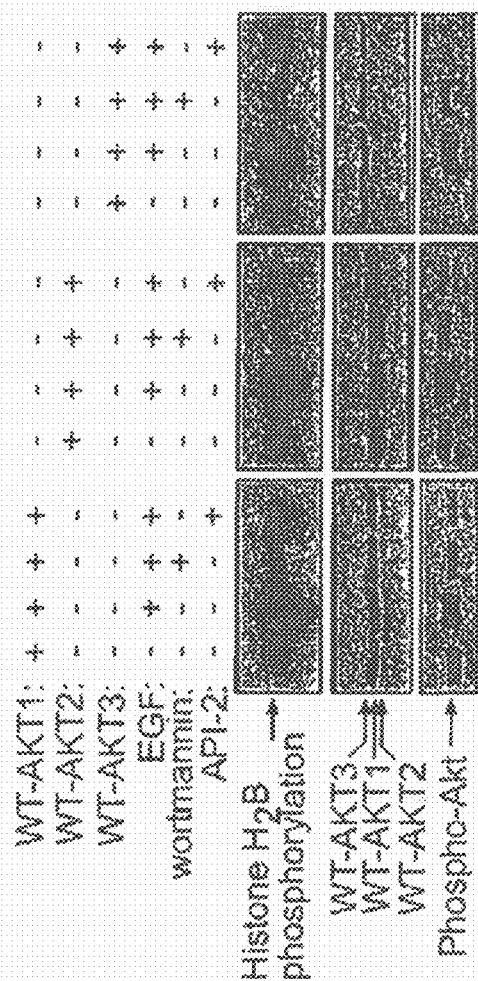 WT-AKT1: + + + + - - - - - - - -
WT-AKT2: - - - - + + + + - - - -
WT-AKT3: - - - - - - - - + + + +
EGF: - + + + - + + + - + + +
wortmannin: - - + - - - + - - - + -
API-2: - - - + - - - + - - - +
Histone H₂B
phosphorylation
WT-AKT3
WT-AKT1
WT-AKT2
Phospho-Akt